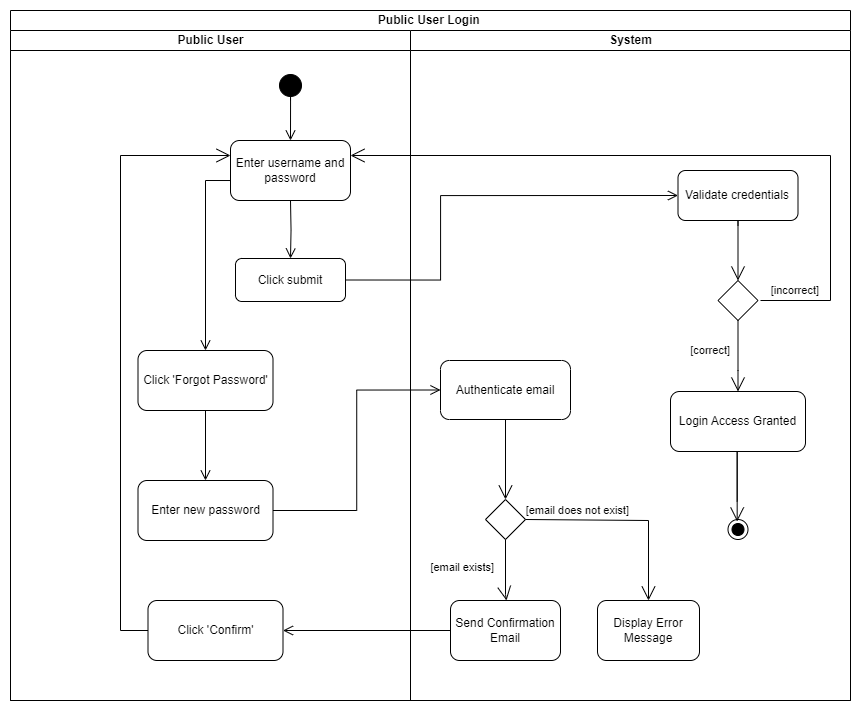 Public User Login
Public User
System
Enter username and
password
Validate credentials
Click submit
[incorrect]
[correct]
Click 'Forgot Password'
Authenticate email
Login Access Granted
Enter new password
[email does not exist]
[email exists]
Click 'Confirm'
Send Confirmation
Email
Display Error
Message